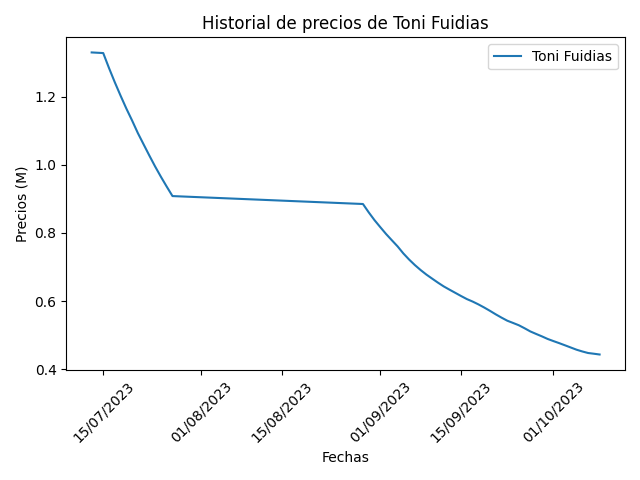 Historial de precios de Toni Fuidias
Toni Fuidias
Precios (M)
1.2
1.0
0.8
0.6
0.4
15/07/2023
01/08/2023
15/08/2023
01/09/2023
15/09/2023
01/10/2023
Fechas